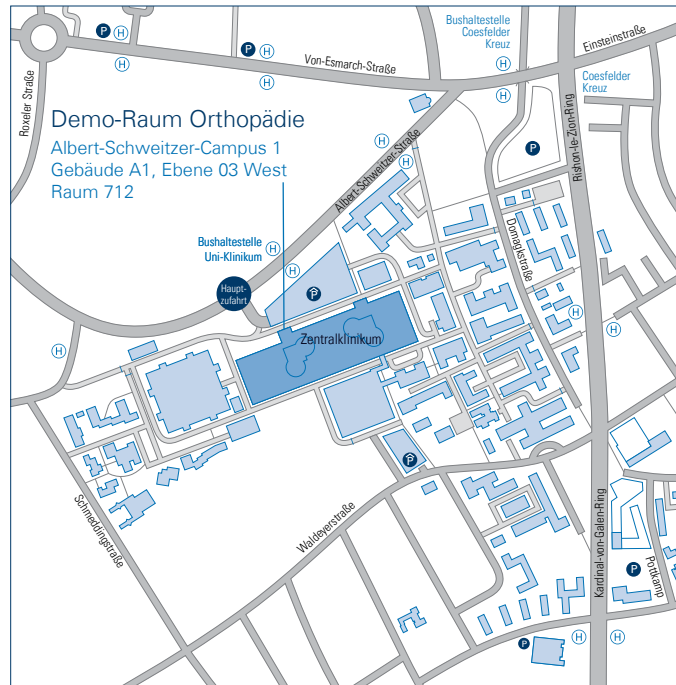 P
H
H
P
H
H
Bushaltestelle
Coesfelder
Kreuz
H
H
Einsteinstraße
Von-Esmarch-Straße
Coesfelder
Kreuz
H
Roxeler Straße
Demo-Raum Orthopädie
Albert-Schweitzer-Campus 1
Gebäude A1, Ebene 03 West
Raum 712
Albert-Schweitzer-Straße
H
H
P
Rishon-le-Zion-Ring
Domagkstraße
Bushaltestelle
Uni-Klinikum
H
H
Haupt-
zufahrt
P
H
H
Zentralklinikum
H
P
Schmeddingstraße
Waldeyerstraße
Kardinal-von-Galen-Ring
P
Pottkamp
P
H
H